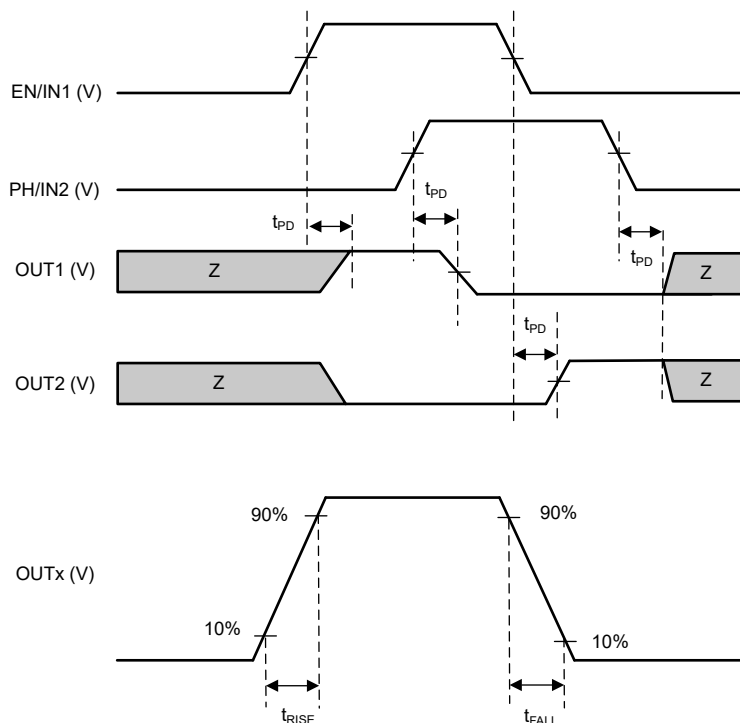 EN/IN1 (V)
PH/IN2 (V)
tPD
tPD
OUT1 (V)
Z
tPD
Z
tPD
OUT2 (V)
Z
Z
90%
90%
OUTx (V)
10%
10%
tRISE
tFALL